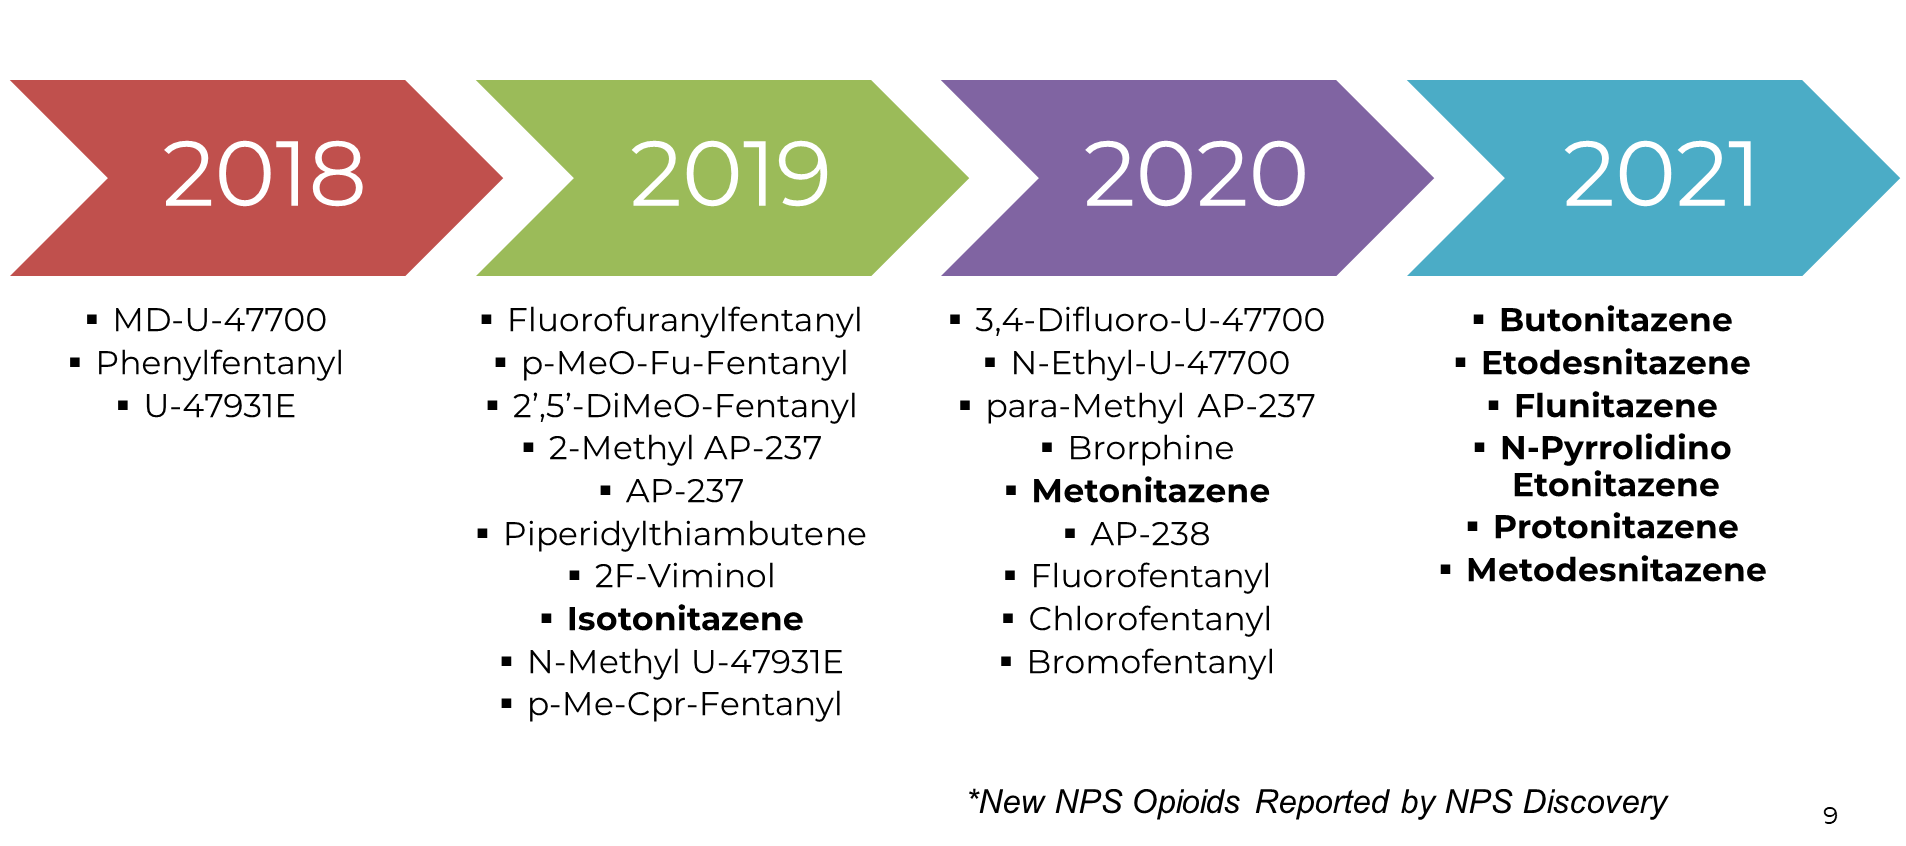 2018
2019
2020
2021
▪ MD-U-47700
▪ Phenylfentanyl
▪ U-47931E
▪ Fluorofuranylfentanyl
▪ p-MeO-Fu-Fentanyl
▪ 2’,5’-DiMeO-Fentanyl
▪ 2-Methyl AP-237
▪ AP-237
▪ Piperidylthiambutene
▪ 2F-Viminol
▪ Isotonitazene
▪ N-Methyl U-47931E
▪ p-Me-Cpr-Fentanyl
▪ 3,4-Difluoro-U-47700
▪ N-Ethyl-U-47700
▪ para-Methyl AP-237
▪ Brorphine
▪ Metonitazene
▪ AP-238
▪ Fluorofentanyl
▪ Chlorofentanyl
▪ Bromofentanyl
▪ Butonitazene
▪ Etodesnitazene
▪ Flunitazene
▪ N-Pyrrolidino
Etonitazene
▪ Protonitazene
▪ Metodesnitazene
*New NPS Opioids Reported by NPS Discovery
9